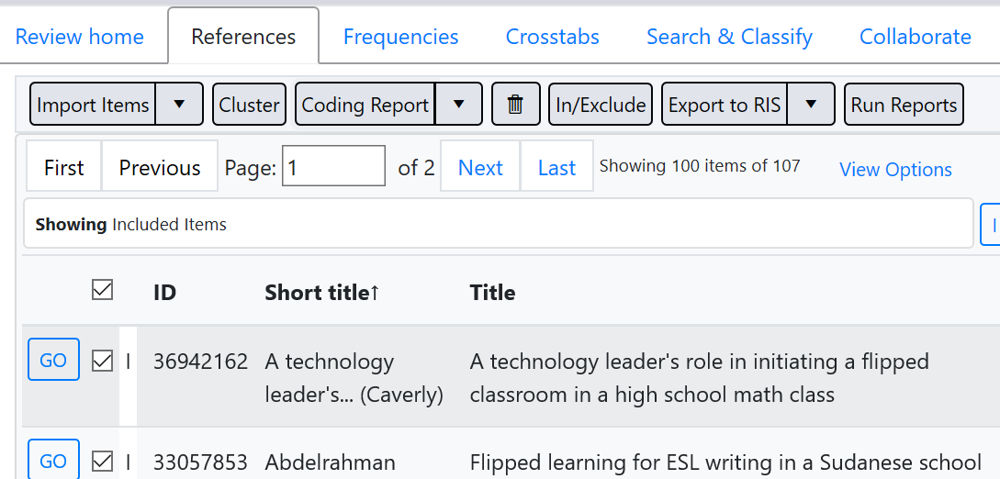 Review home References Frequencies Crosstabs Search & Classify Collaborate
Import Items ▼ Cluster Coding Report ▼ In/Exclude Export to RIS ▼ Run Reports
First Previous Page: 1 of 2 Next Last Showing 100 items of 107 View Options
Showing Included Items
ID Short title↑ Title
GO I 36942162 A technology A technology leader's role in initiating a flipped
leader's... (Caverly) classroom in a high school math class
GO I 33057853 Abdelrahman Flipped learning for ESL writing in a Sudanese school